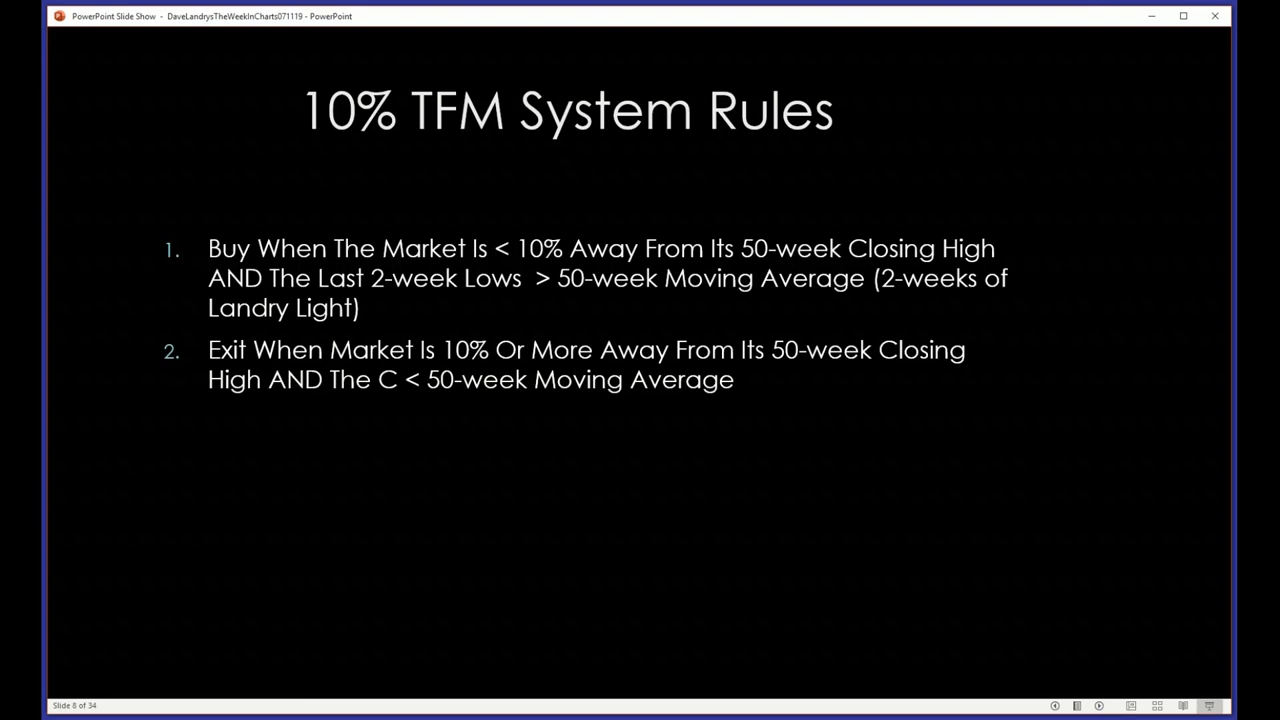 PowerPoint Slide Show - DaveLandrysTheWeekInCharts071119 - PowerPoint
10% TFM System Rules
1. Buy When The Market Is < 10% Away From Its 50-week Closing High
AND The Last 2-week Lows > 50-week Moving Average (2-weeks of
Landry Light)
2. Exit When Market Is 10% Or More Away From Its 50-week Closing
High AND The C < 50-week Moving Average
Slide 8 of 34